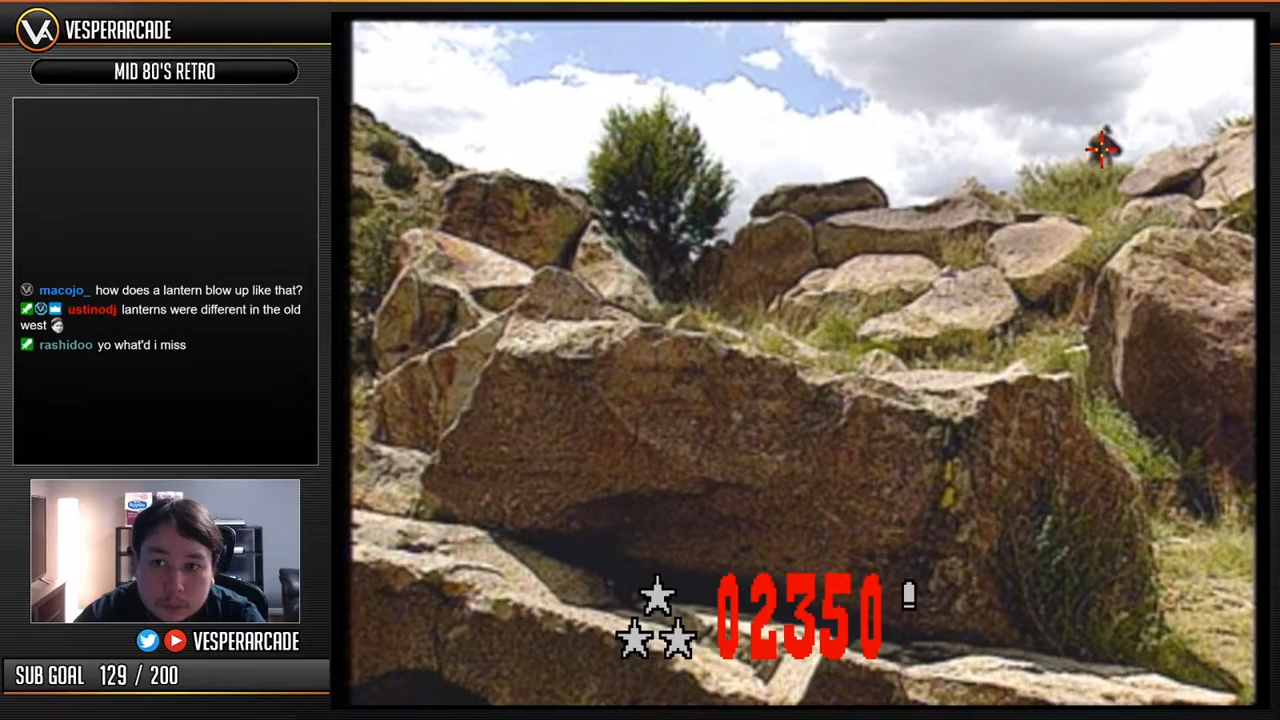 VESPERARCADE
MID 80'S RETRO
macojo_ how does a lantern blow up like that?
ustinodj lanterns were different in the old
west
rashidoo yo what'd i miss
VESPERARCADE
SUB GOAL 129 / 200
02350